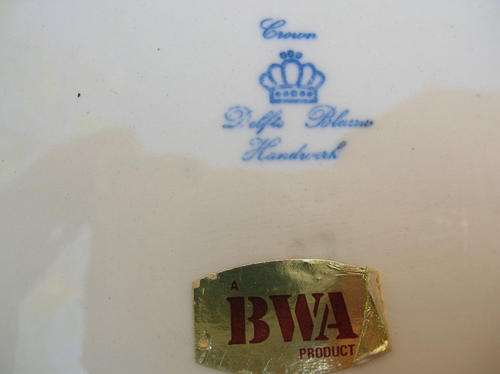 Crown
Delfts Blauw
Handwerk
A
BWA
PRODUCT